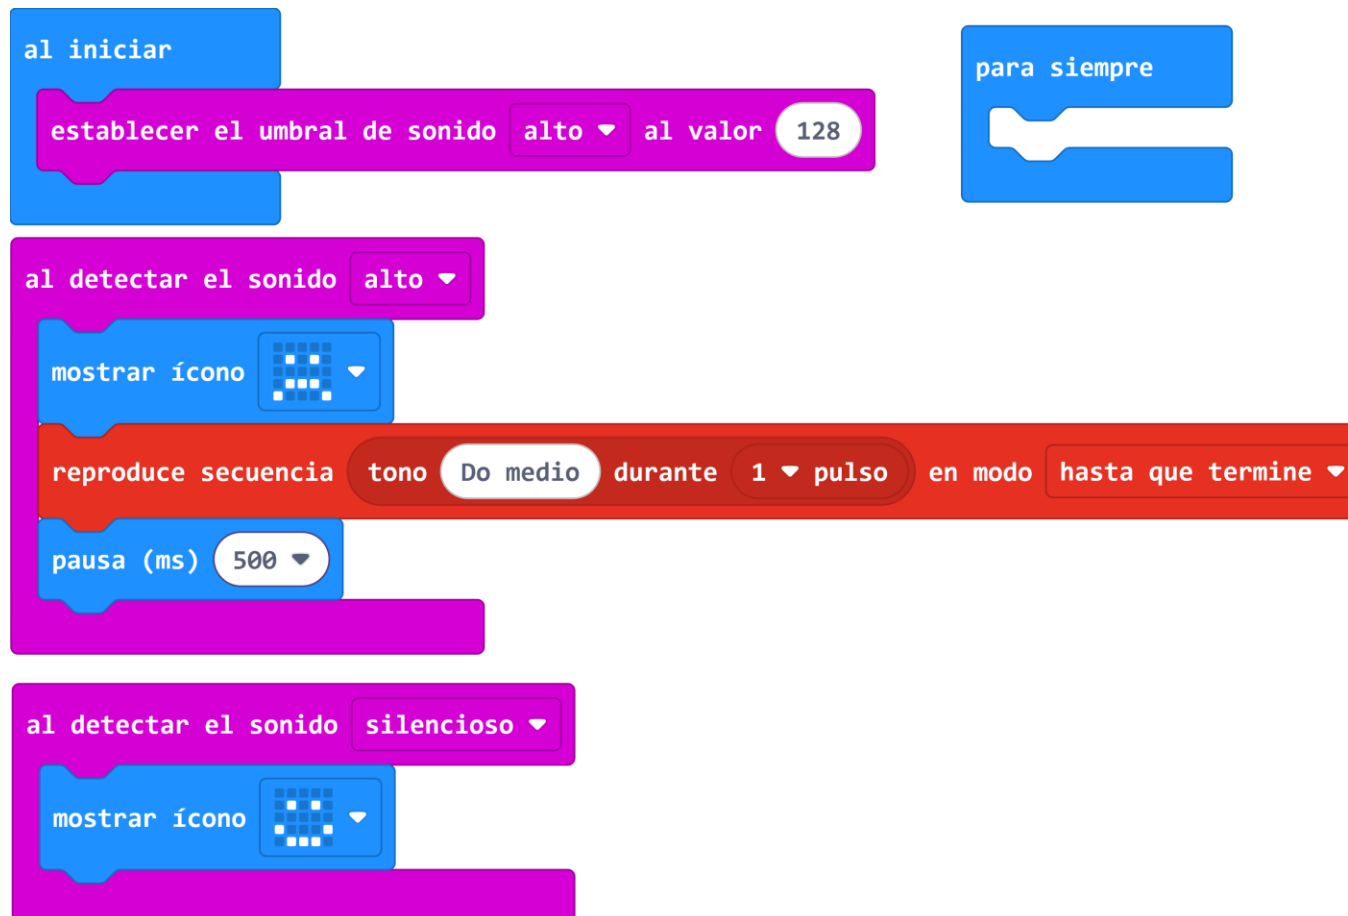 al iniciar
establecer el umbral de sonido alto al valor 128
para siempre
al detectar el sonido alto
mostrar ícono
reproduce secuencia tono Do medio durante 1 pulso en modo hasta que termine
pausa (ms) 500
al detectar el sonido silencioso
mostrar ícono